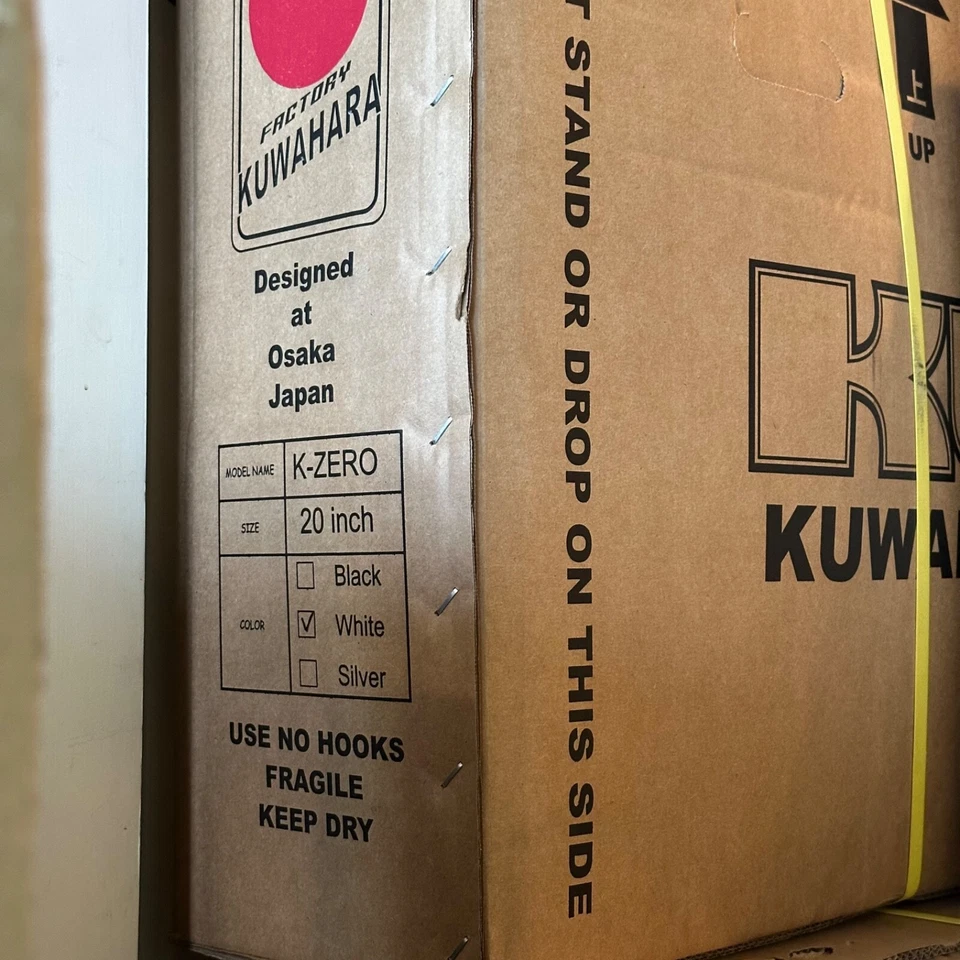 FACTORY
KUWAHARA
Designed
at
Osaka
Japan
MODEL NAME K-ZERO
SIZE 20 inch
COLOR
Black
✓ White
Silver
USE NO HOOKS
FRAGILE
KEEP DRY
STAND OR DROP ON THIS SIDE
上
UP